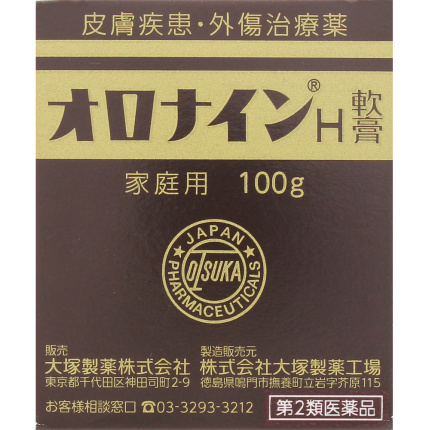 皮膚疾患・外傷治療薬
オロナイン®H軟膏
家庭用 100g
JAPAN
OTSUKA
PHARMACEUTICALS
販売
大塚製薬株式会社
東京都千代田区神田司町2-9
製造販売元
株式会社大塚製薬工場
徳島県鳴門市撫養町立岩字芥原115
お客様相談窓口 ☎03-3293-3212
第2類医薬品